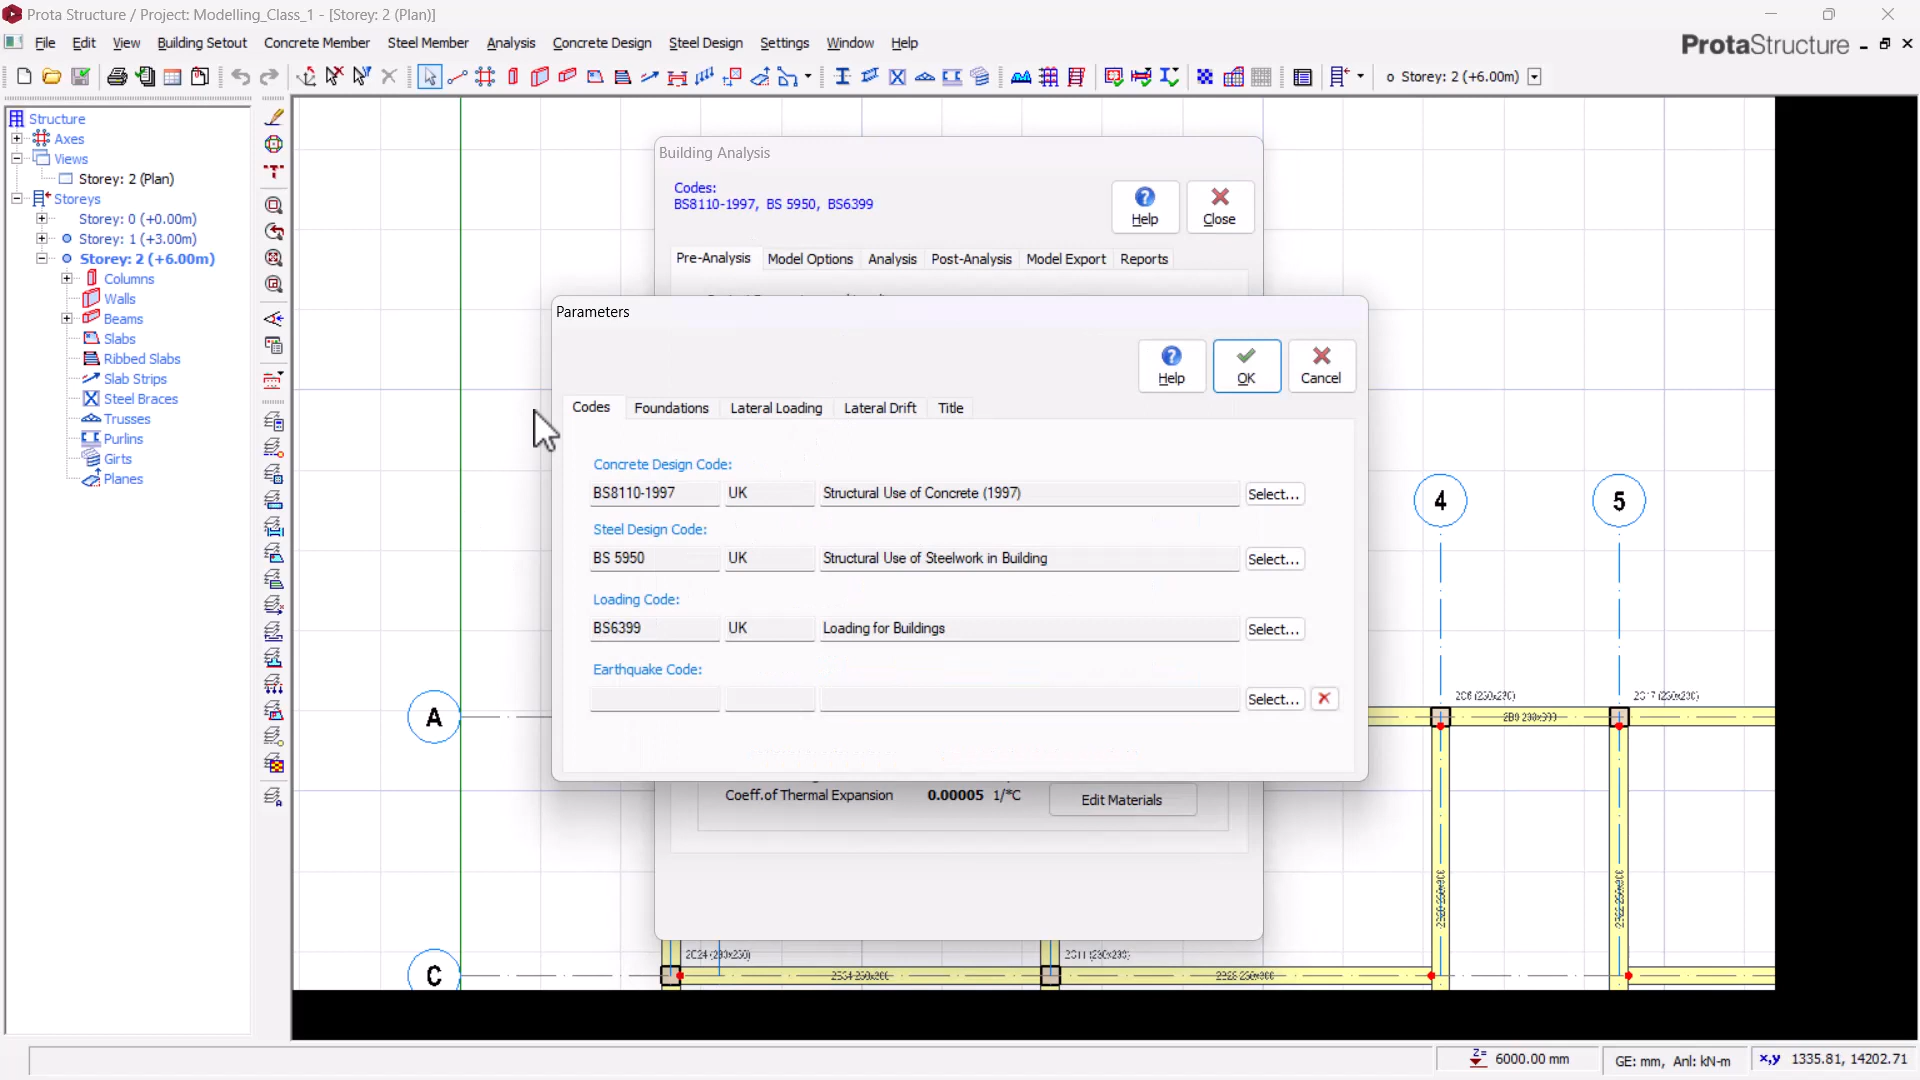 Prota Structure / Project: Modelling_Class_1 - [Storey: 2 (Plan)]
File Edit View Building Setout Concrete Member Steel Member Analysis Concrete Design Steel Design Settings Window Help
ProtaStructure
Storey: 2 (+6.00m)
Structure
Axes
Views
Storey: 2 (Plan)
Storeys
Storey: 0 (+0.00m)
Storey: 1 (+3.00m)
Storey: 2 (+6.00m)
Columns
Walls
Beams
Slabs
Ribbed Slabs
Slab Strips
Steel Braces
Trusses
Purlins
Girts
Planes
Building Analysis
Codes:
BS8110-1997, BS 5950, BS6399
Help Close
Pre-Analysis Model Options Analysis Post-Analysis Model Export Reports
Parameters
Help OK Cancel
Codes Foundations Lateral Loading Lateral Drift Title
Concrete Design Code:
BS8110-1997 UK Structural Use of Concrete (1997) Select...
Steel Design Code:
BS 5950 UK Structural Use of Steelwork in Building Select...
Loading Code:
BS6399 UK Loading for Buildings Select...
Earthquake Code:
Select...
Coeff.of Thermal Expansion 0.00005 1/°C Edit Materials
4 5
A
C
Z= 6000.00 mm GE: mm, Anl: kN-m x,y 1335.81, 14202.71